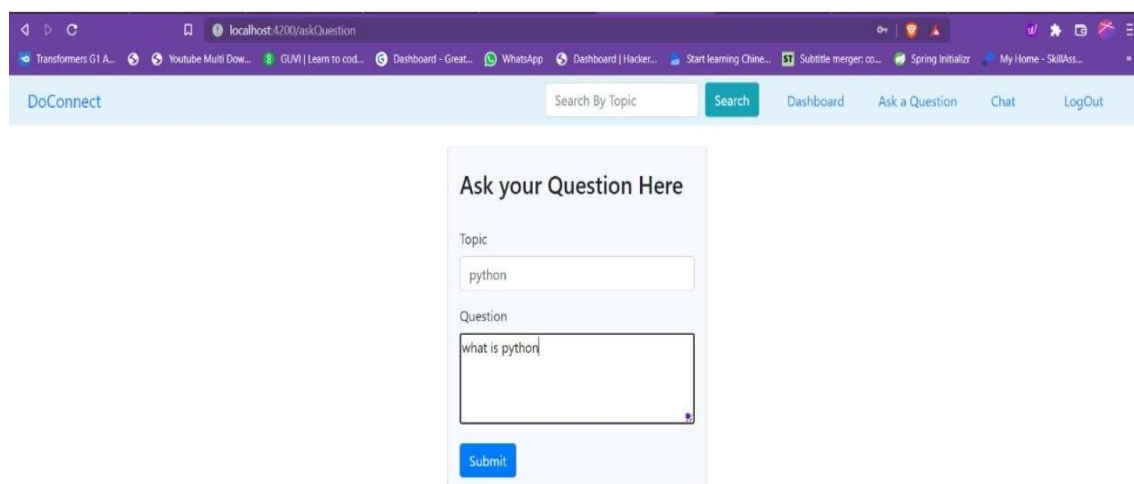 localhost:4200/askQuestion
Transformers G1 A... Youtube Multi Dow... GUVI | Learn to cod... Dashboard - Great... WhatsApp Dashboard | Hacker... Start learning Chine... ST Subtitle merger: co... Spring Initializr My Home - SkillAss... »
DoConnect Search By Topic Search Dashboard Ask a Question Chat LogOut
Ask your Question Here
Topic
python
Question
what is python
Submit